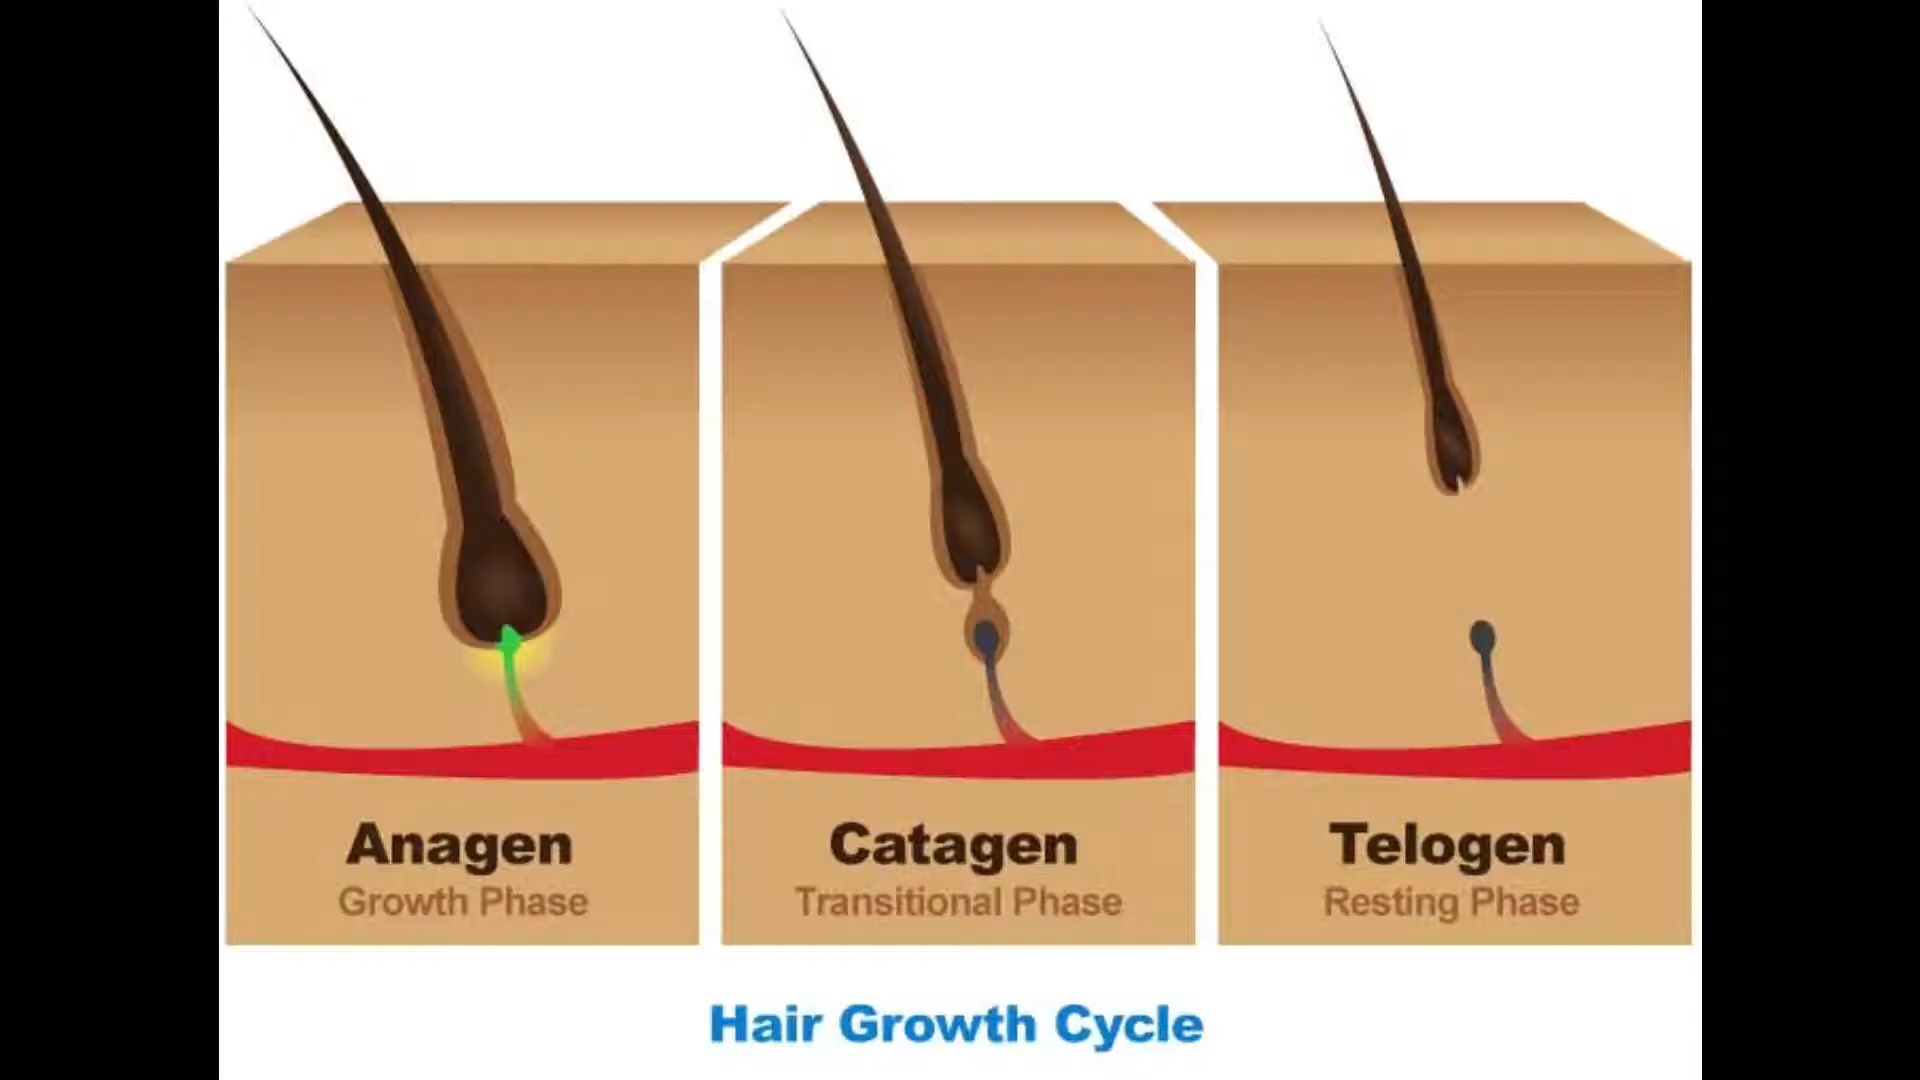 Anagen
Growth Phase
Catagen
Transitional Phase
Telogen
Resting Phase
Hair Growth Cycle